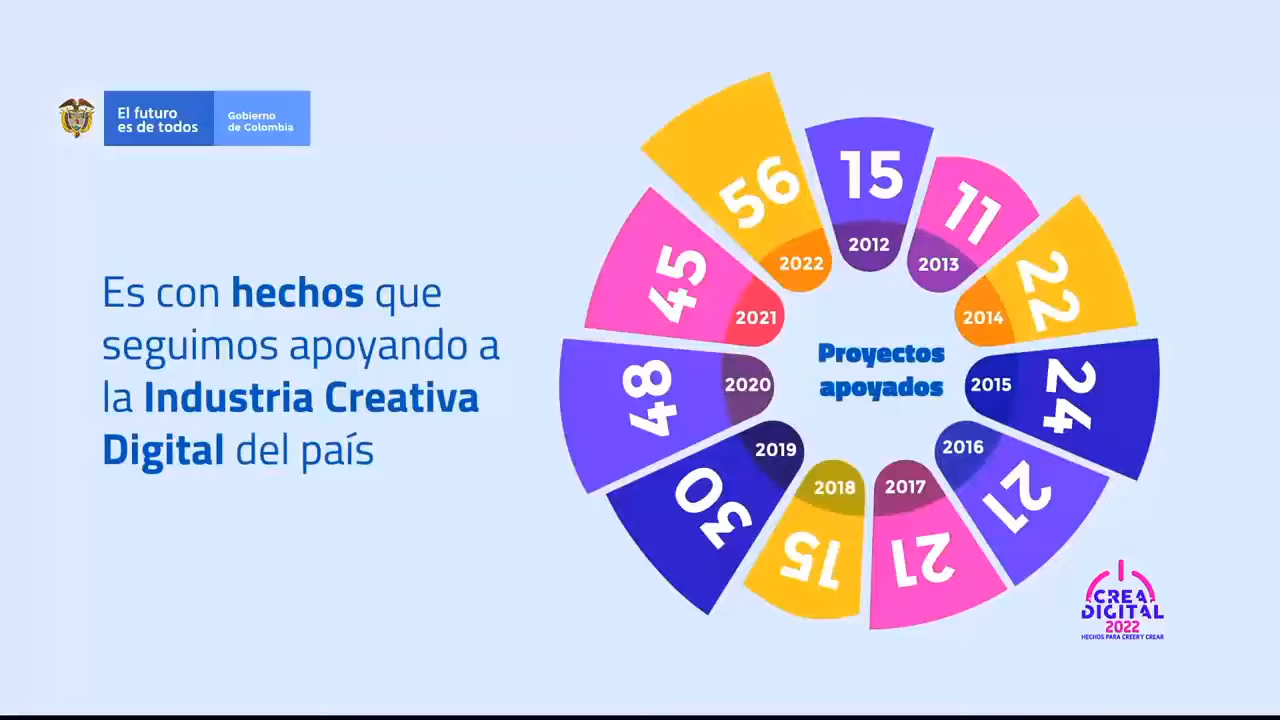 El futuro
es de todos
Gobierno
de Colombia
Es con hechos que
seguimos apoyando a
la Industria Creativa
Digital del país
Proyectos
apoyados
15
2012
11
2013
22
2014
24
2015
21
2016
21
2017
15
2018
30
2019
48
2020
45
2021
56
2022
CREA
DIGITAL
2022
HECHOS PARA CREER Y CREAR